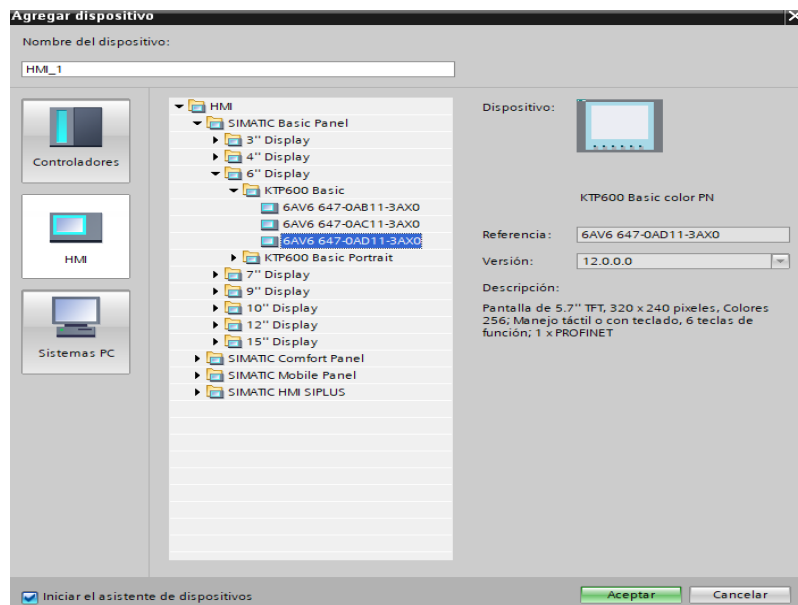 Agregar dispositivo
Nombre del dispositivo:
HMI_1
Controladores
HMI
Sistemas PC
HMI
SIMATIC Basic Panel
3'' Display
4'' Display
6'' Display
KTP600 Basic
6AV6 647-0AB11-3AX0
6AV6 647-0AC11-3AX0
6AV6 647-0AD11-3AX0
KTP600 Basic Portrait
7'' Display
9'' Display
10'' Display
12'' Display
15'' Display
SIMATIC Comfort Panel
SIMATIC Mobile Panel
SIMATIC HMI SIPLUS
Dispositivo:
KTP600 Basic color PN
Referencia: 6AV6 647-0AD11-3AX0
Versión: 12.0.0.0
Descripción:
Pantalla de 5.7'' TFT, 320 x 240 pixeles, Colores
256; Manejo táctil o con teclado, 6 teclas de
función; 1 x PROFINET
Iniciar el asistente de dispositivos
Aceptar
Cancelar